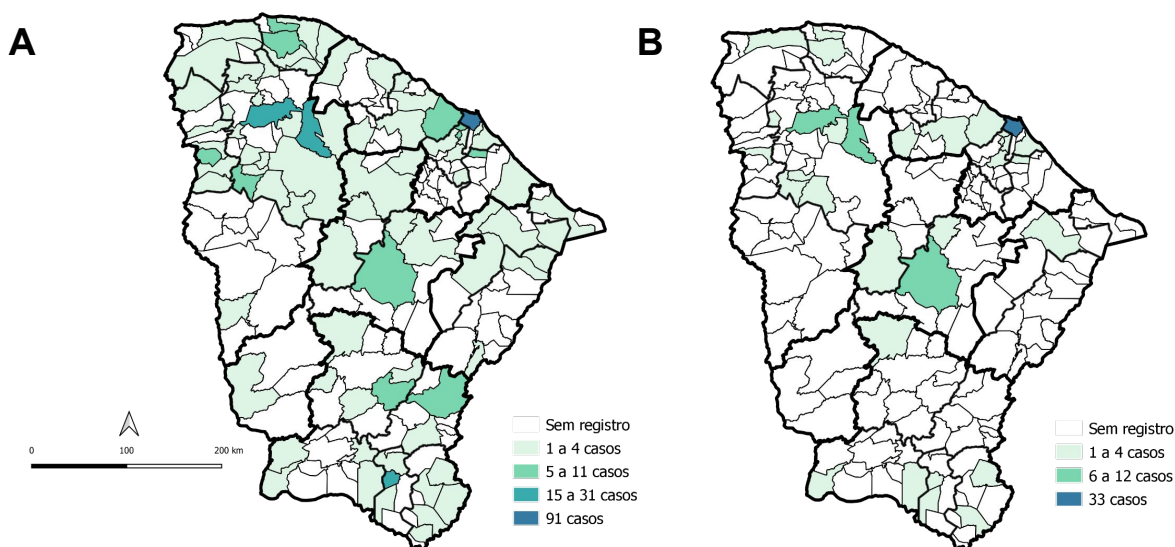 A
B
Sem registro
1 a 4 casos
5 a 11 casos
15 a 31 casos
91 casos
0 100 200 km
Sem registro
1 a 4 casos
6 a 12 casos
33 casos